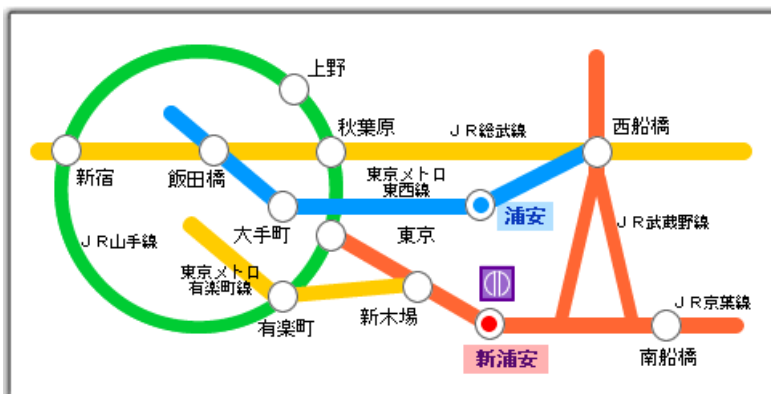 上野
秋葉原
ＪＲ総武線
西船橋
新宿
飯田橋
東京メトロ
東西線
大手町
東京
浦安
ＪＲ山手線
ＪＲ武蔵野線
東京メトロ
有楽町線
有楽町
新木場
新浦安
ＪＲ京葉線
南船橋